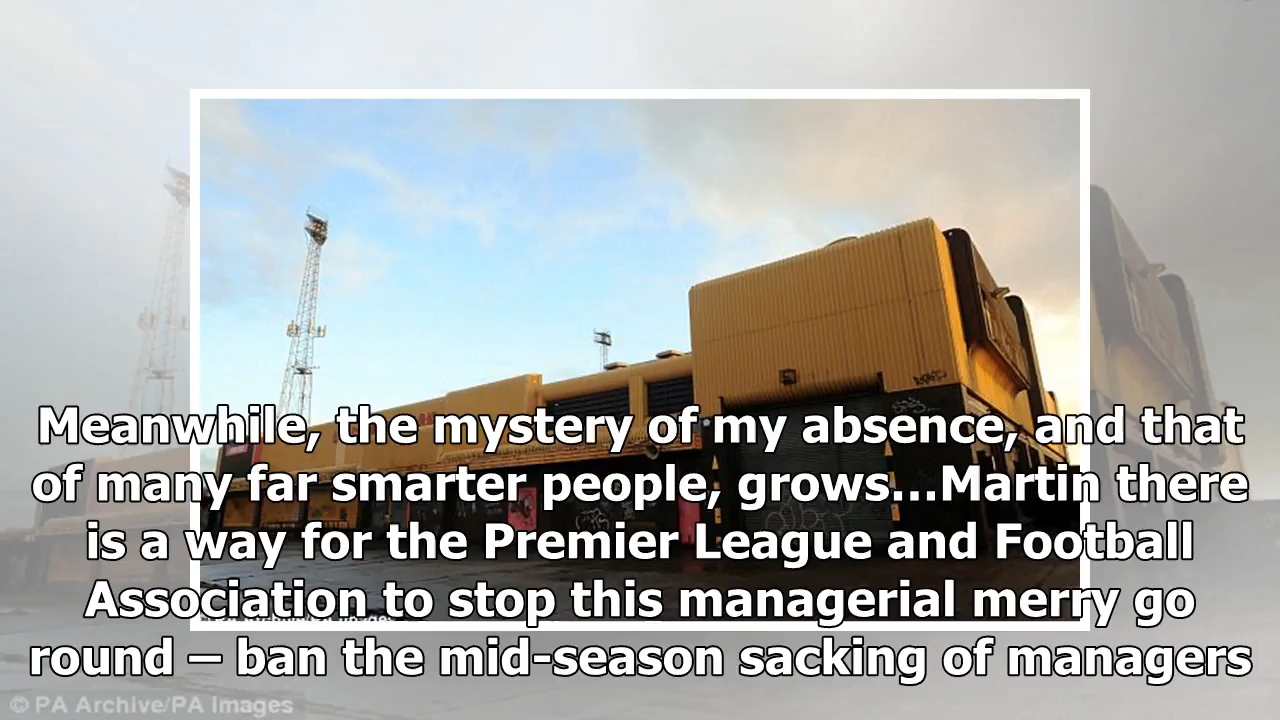 Meanwhile, the mystery of my absence, and that
of many far smarter people, grows...Martin there
is a way for the Premier League and Football
Association to stop this managerial merry go
round – ban the mid-season sacking of managers
© PA Archive/PA Images